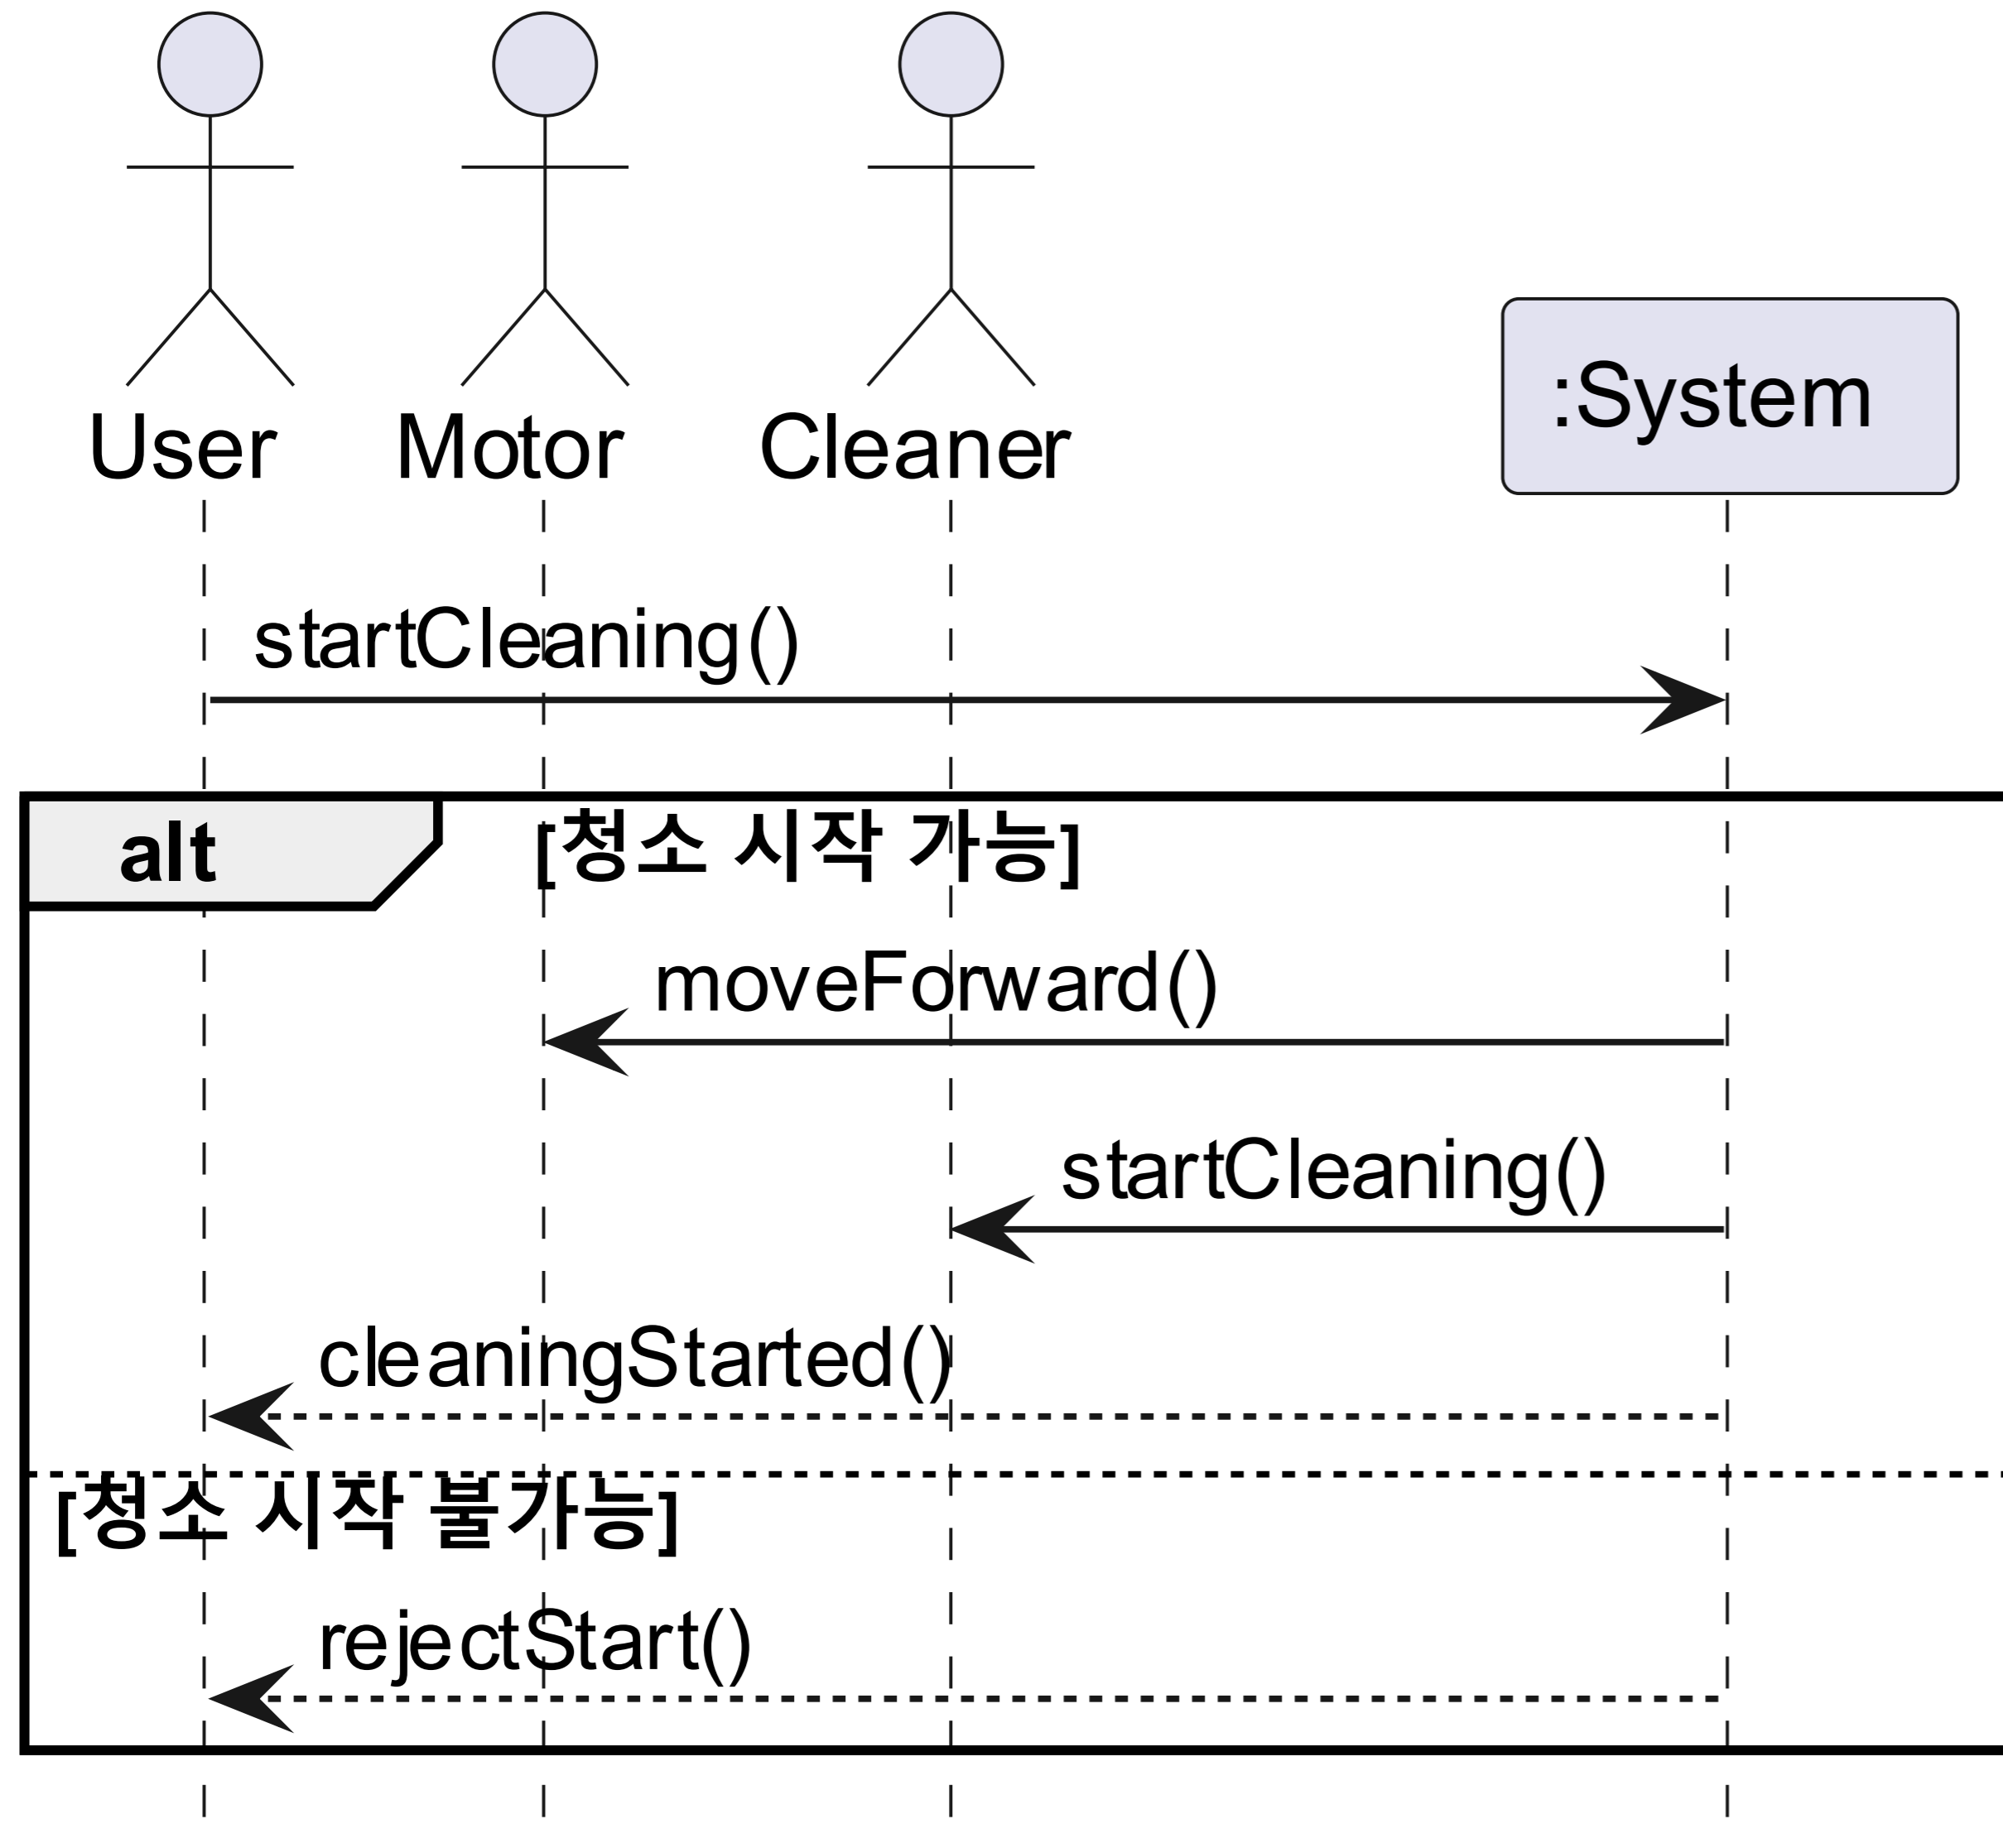 User
Motor
Cleaner
:System
startCleaning()
alt
[청소 시작 가능]
moveForward()
startCleaning()
cleaningStarted()
[청소 시작 불가능]
rejectStart()